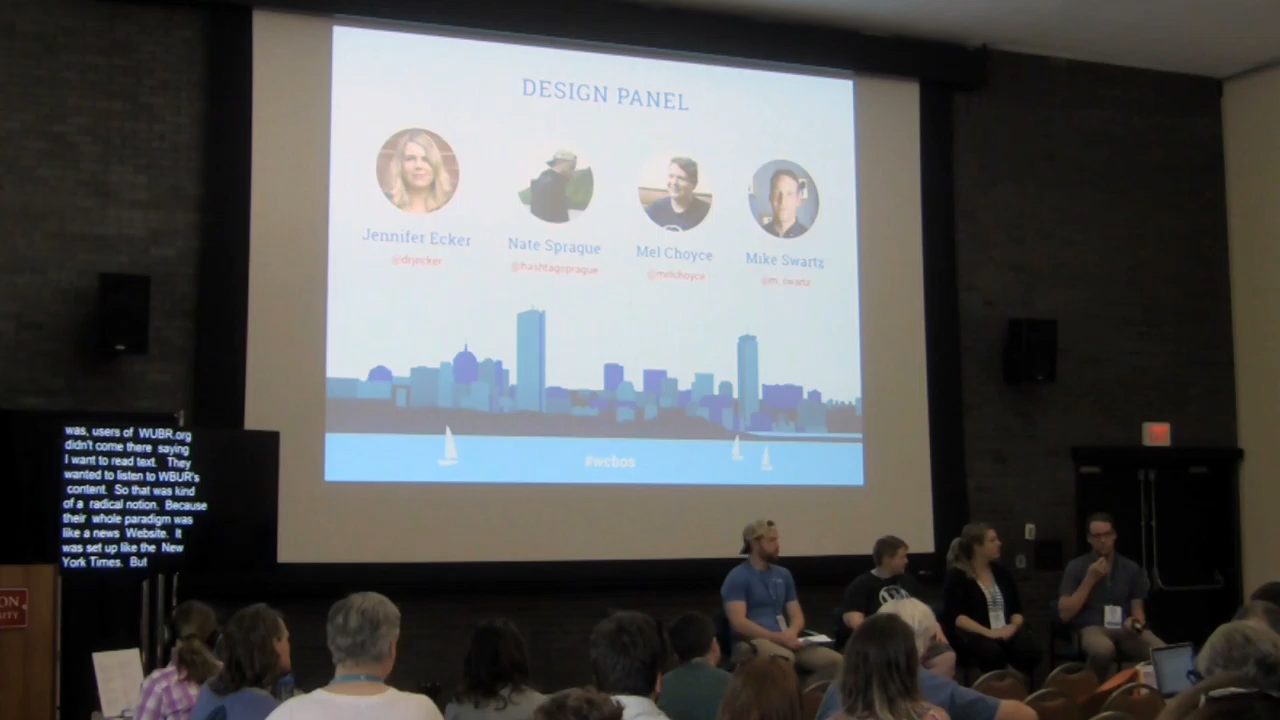 DESIGN PANEL
Jennifer Ecker
@drjecker
Nate Sprague
@hashtagsprague
Mel Choyce
@melchoyce
Mike Swartz
@m_swartz
#wcbos
was, users of WUBR.org
didn't come there saying
I want to read text. They
wanted to listen to WBUR's
content. So that was kind
of a radical notion. Because
their whole paradigm was
like a news Website. It
was set up like the New
York Times. But